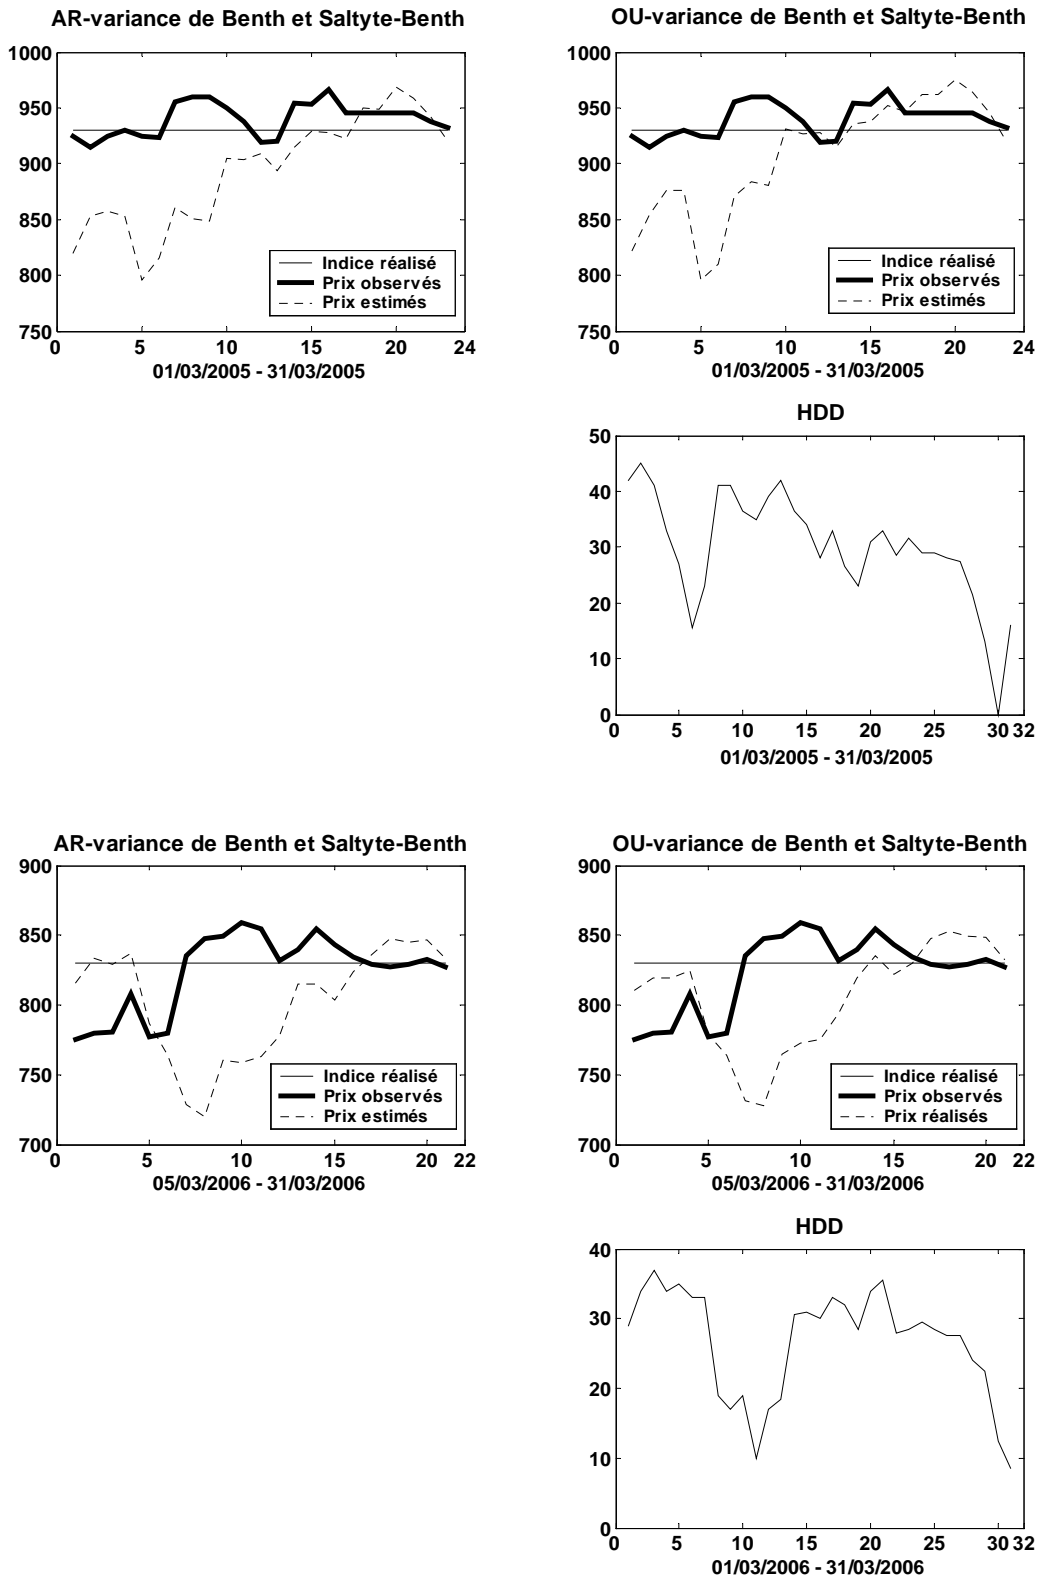 AR-variance de Benth et Saltyte-Benth
1000
950
900
850
800
750
Indice réalisé
Prix observés
Prix estimés
0 5 10 15 20 24
01/03/2005 - 31/03/2005
OU-variance de Benth et Saltyte-Benth
1000
950
900
850
800
750
Indice réalisé
Prix observés
Prix estimés
0 5 10 15 20 24
01/03/2005 - 31/03/2005
HDD
50
40
30
20
10
0
0 5 10 15 20 25 30 32
01/03/2005 - 31/03/2005
AR-variance de Benth et Saltyte-Benth
900
850
800
750
700
Indice réalisé
Prix observés
Prix estimés
0 5 10 15 20 22
05/03/2006 - 31/03/2006
OU-variance de Benth et Saltyte-Benth
900
850
800
750
700
Indice réalisé
Prix observés
Prix réalisés
0 5 10 15 20 22
05/03/2006 - 31/03/2006
HDD
40
30
20
10
0
0 5 10 15 20 25 30 32
01/03/2006 - 31/03/2006